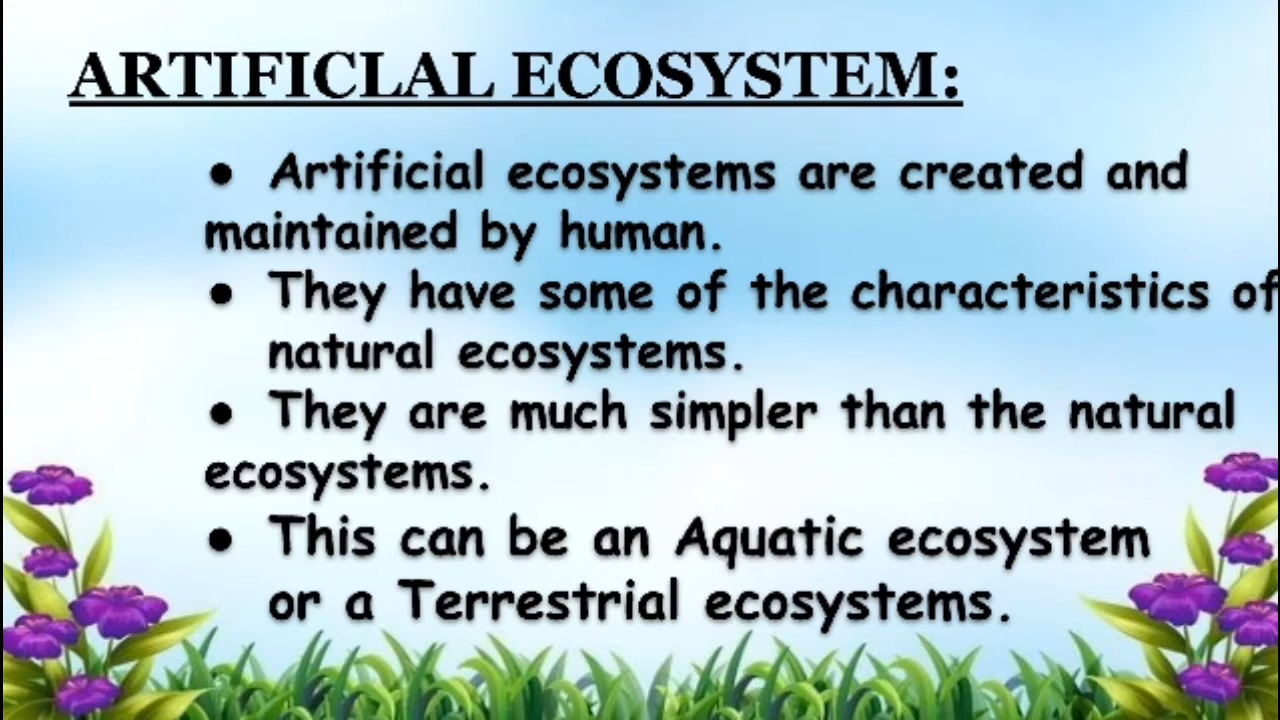 ARTIFICLAL ECOSYSTEM:
● Artificial ecosystems are created and
maintained by human.
● They have some of the characteristics of
natural ecosystems.
● They are much simpler than the natural
ecosystems.
● This can be an Aquatic ecosystem
or a Terrestrial ecosystems.